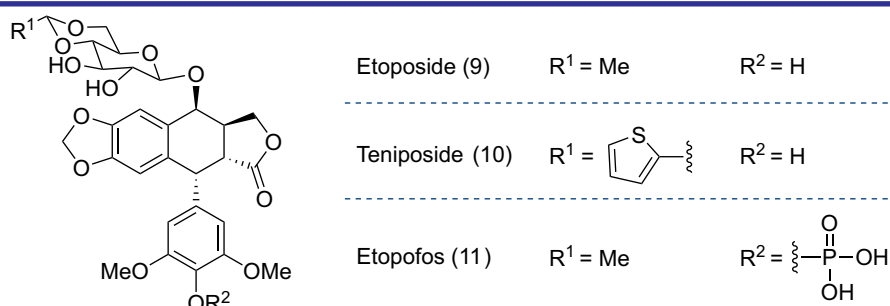 R¹
O
O
O
O
HO
HO
O
O
O
O
O
O
MeO
OMe
OR²
Etoposide (9) R¹ = Me R² = H
Teniposide (10) R¹ = S R² = H
Etopofos (11) R¹ = Me R² = O P OH OH